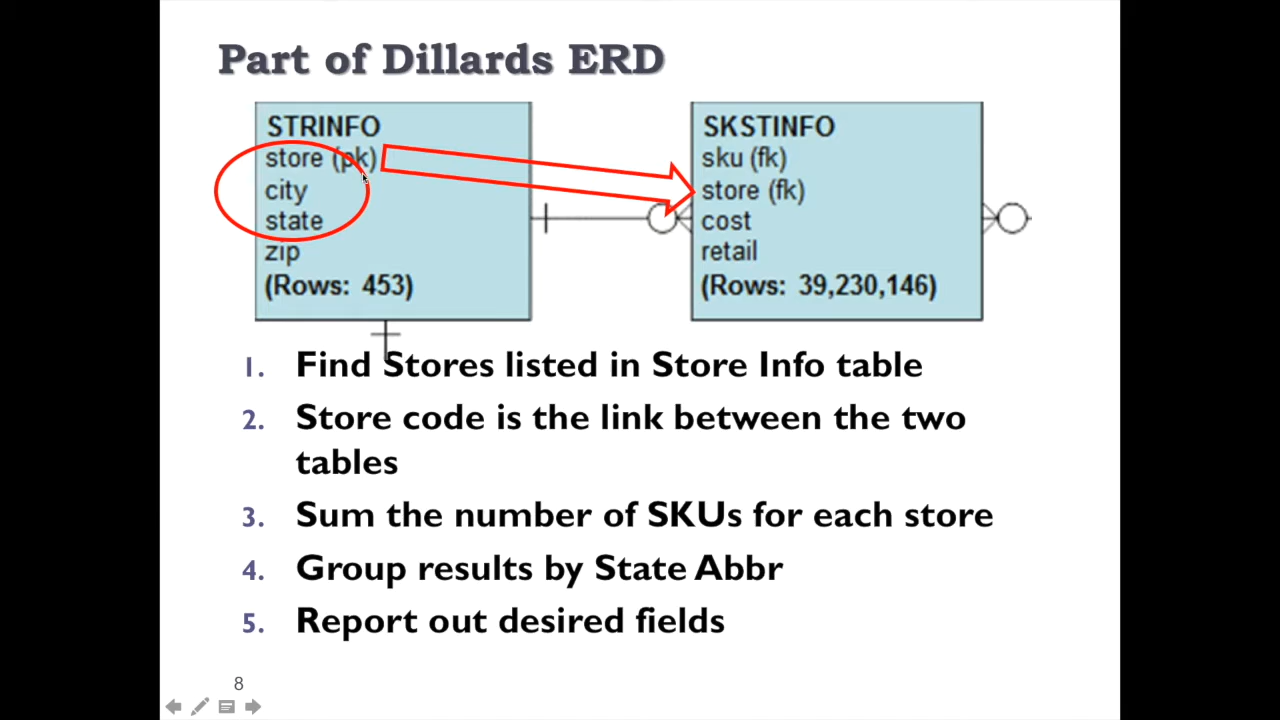 Part of Dillards ERD
STRINFO
store (pk)
city
state
zip
(Rows: 453)
SKSTINFO
sku (fk)
store (fk)
cost
retail
(Rows: 39,230,146)
1. Find Stores listed in Store Info table
2. Store code is the link between the two
tables
3. Sum the number of SKUs for each store
4. Group results by State Abbr
5. Report out desired fields
8